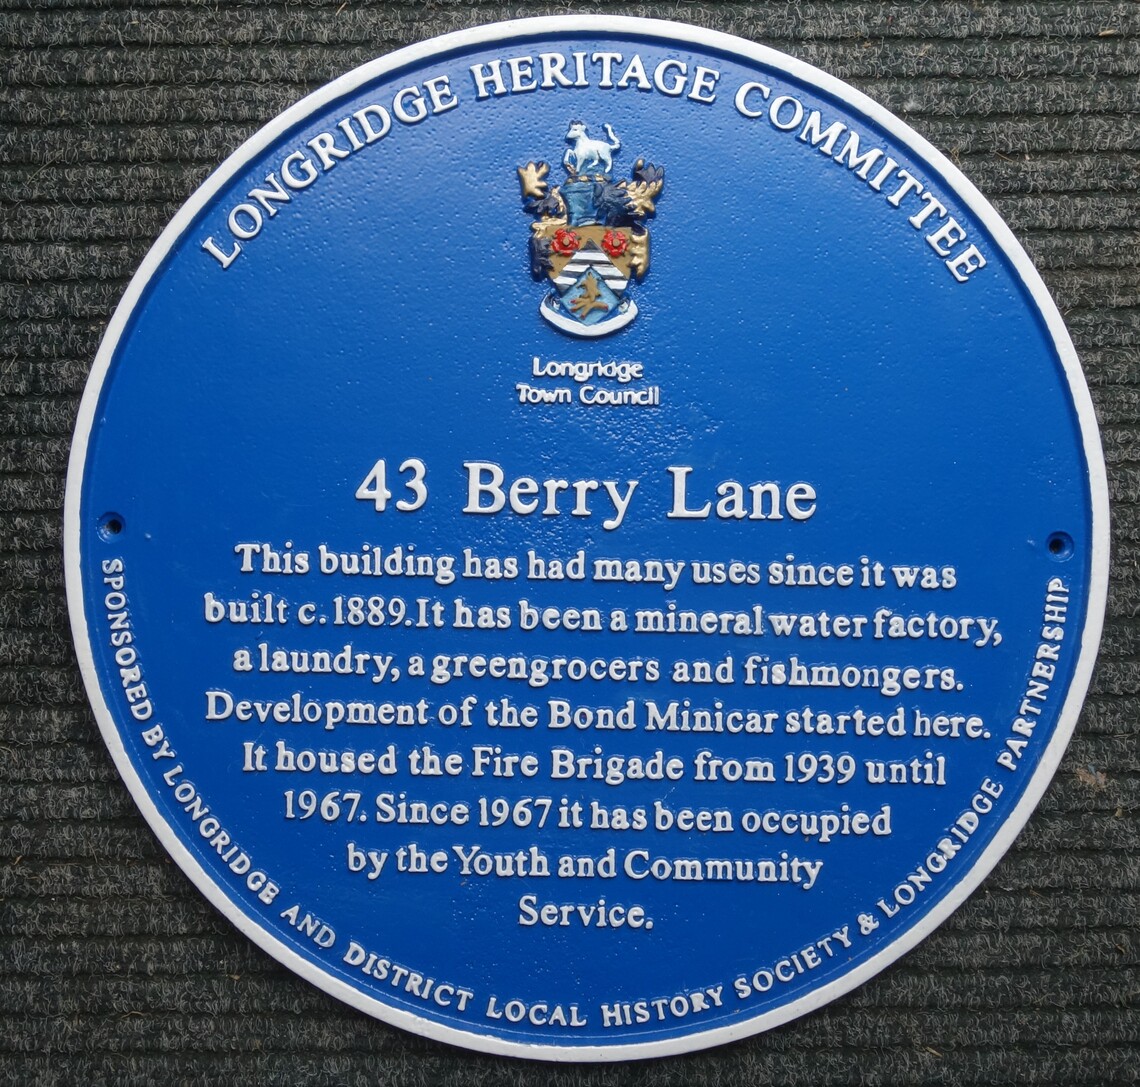 LONGRIDGE HERITAGE COMMITTEE
Longridge
Town Council
43 Berry Lane
This building has had many uses since it was
built c.1889.It has been a mineral water factory,
a laundry, a greengrocers and fishmongers.
Development of the Bond Minicar started here.
It housed the Fire Brigade from 1939 until
1967. Since 1967 it has been occupied
by the Youth and Community
Service.
SPONSORED BY LONGRIDGE AND DISTRICT LOCAL HISTORY SOCIETY & LONGRIDGE PARTNERSHIP